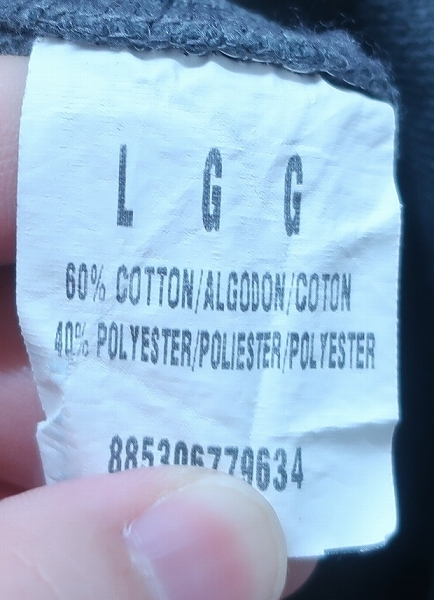 L G G
60% COTTON/ALGODON/COTON
40% POLYESTER/POLIESTER/POLYESTER
885306779634